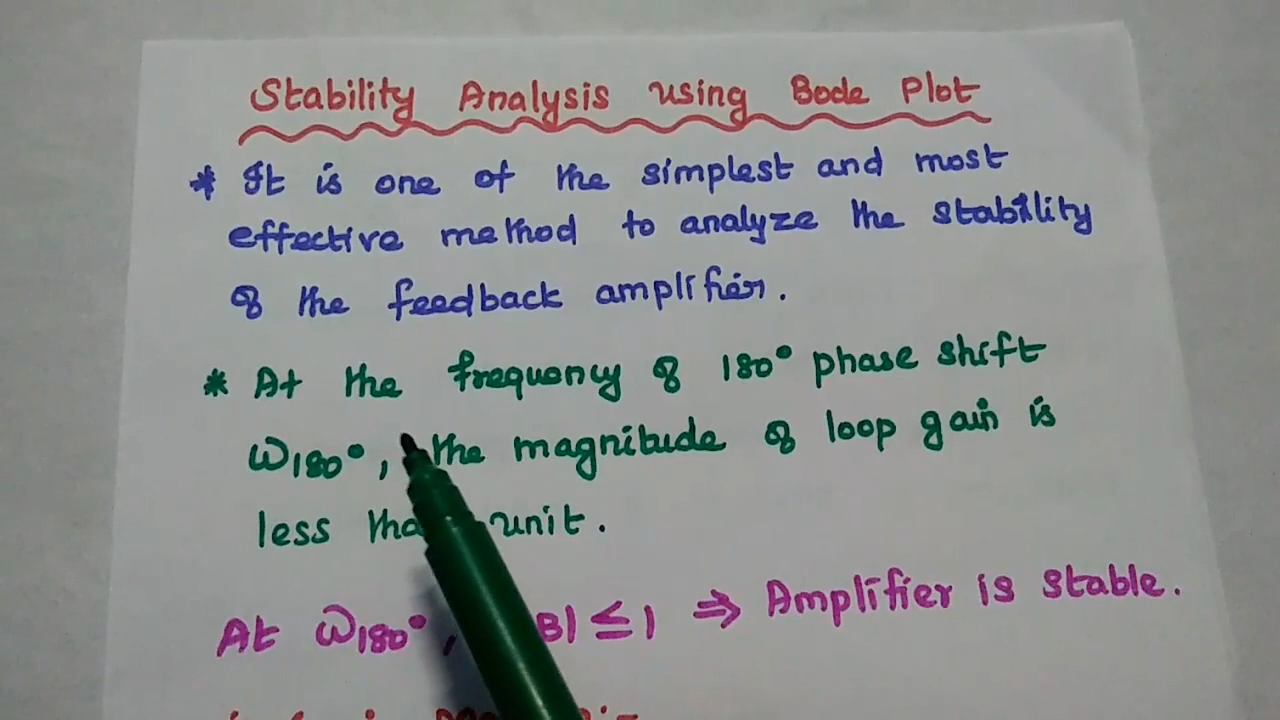 Stability Analysis using Bode Plot
* It is one of the simplest and most
effective method to analyze the stability
of the feedback amplifier.
* At the frequency of 180° phase shift
ω180°, the magnitude of loop gain is
less than unit.
At ω180°, B| ≤ 1 ⇒ Amplifier is stable.